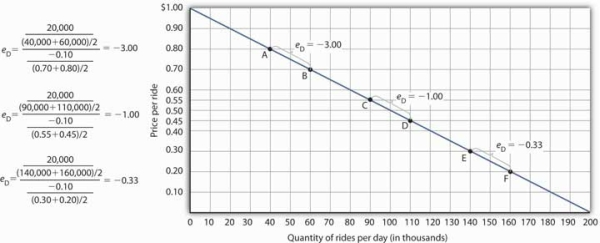 20,000
(40,000+60,000)/2
eD= = −3.00
−0.10
(0.70+0.80)/2
20,000
(90,000+110,000)/2
eD= = −1.00
−0.10
(0.55+0.45)/2
20,000
(140,000+160,000)/2
eD= = −0.33
−0.10
(0.30+0.20)/2
Price per ride
$1.00
0.90
0.80
0.70
0.60
0.55
0.50
0.45
0.40
0.30
0.20
0.10
A
eD = −3.00
B
C
eD = −1.00
D
E
eD = −0.33
F
0 10 20 30 40 50 60 70 80 90 100 110 120 130 140 150 160 170 180 190 200
Quantity of rides per day (in thousands)